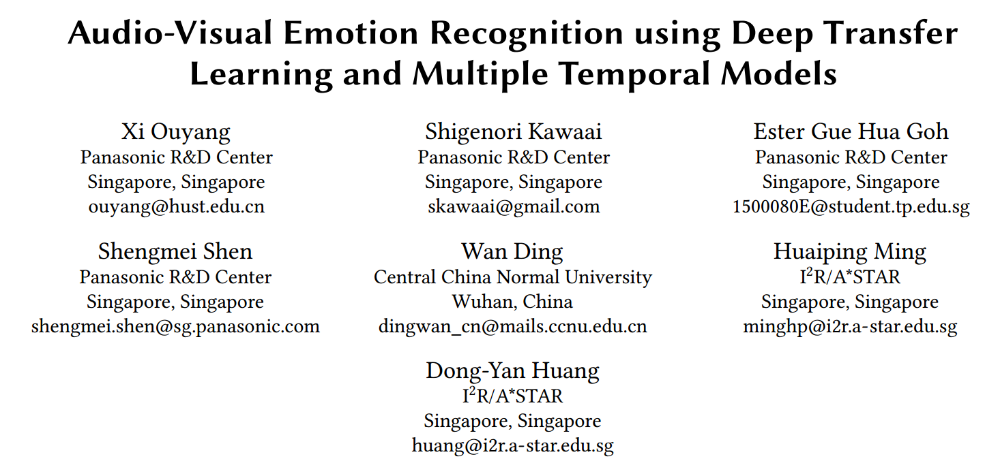 Audio-Visual Emotion Recognition using Deep Transfer
Learning and Multiple Temporal Models
Xi Ouyang
Panasonic R&D Center
Singapore, Singapore
ouyang@hust.edu.cn
Shigenori Kawaai
Panasonic R&D Center
Singapore, Singapore
skawaai@gmail.com
Ester Gue Hua Goh
Panasonic R&D Center
Singapore, Singapore
1500080E@student.tp.edu.sg
Shengmei Shen
Panasonic R&D Center
Singapore, Singapore
shengmei.shen@sg.panasonic.com
Wan Ding
Central China Normal University
Wuhan, China
dingwan_cn@mails.ccnu.edu.cn
Huaiping Ming
I²R/A*STAR
Singapore, Singapore
minghp@i2r.a-star.edu.sg
Dong-Yan Huang
I²R/A*STAR
Singapore, Singapore
huang@i2r.a-star.edu.sg